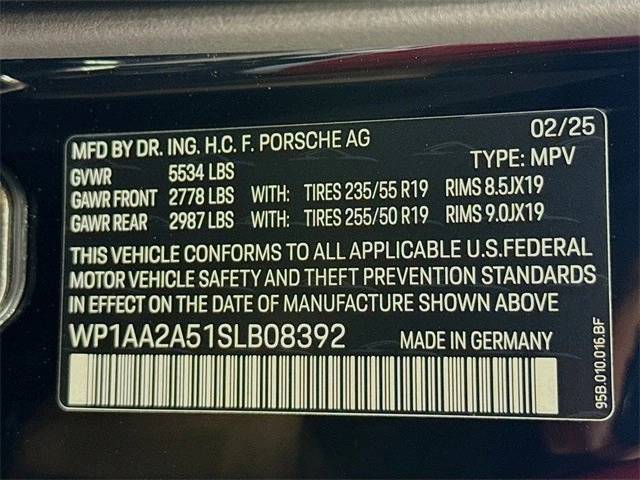 MFD BY DR. ING. H.C. F. PORSCHE AG 02/25
GVWR 5534 LBS TYPE: MPV
GAWR FRONT 2778 LBS WITH: TIRES 235/55 R19 RIMS 8.5JX19
GAWR REAR 2987 LBS WITH: TIRES 255/50 R19 RIMS 9.0JX19
THIS VEHICLE CONFORMS TO ALL APPLICABLE U.S.FEDERAL
MOTOR VEHICLE SAFETY AND THEFT PREVENTION STANDARDS
IN EFFECT ON THE DATE OF MANUFACTURE SHOWN ABOVE
WP1AA2A51SLB08392 MADE IN GERMANY
95B.010.016.BF